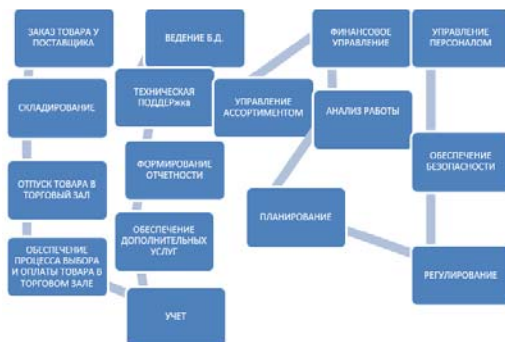 ЗАКАЗ ТОВАРА У
ПОСТАВЩИКА
СКЛАДИРОВАНИЕ
ОТПУСК ТОВАРА В
ТОРГОВЫЙ ЗАЛ
ОБЕСПЕЧЕНИЕ
ПРОЦЕССА ВЫБОРА
И ОПЛАТЫ ТОВАРА В
ТОРГОВОМ ЗАЛЕ
ВЕДЕНИЕ Б.Д.
ТЕХНИЧЕСКАЯ
ПОДДЕРжка
ФОРМИРОВАНИЕ
ОТЧЕТНОСТИ
ОБЕСПЕЧЕНИЕ
ДОПОЛНИТЕЛЬНЫХ
УСЛУГ
УЧЕТ
УПРАВЛЕНИЕ
АССОРТИМЕНТОМ
ФИНАНСОВОЕ
УПРАВЛЕНИЕ
АНАЛИЗ РАБОТЫ
ПЛАНИРОВАНИЕ
УПРАВЛЕНИЕ
ПЕРСОНАЛОМ
ОБЕСПЕЧЕНИЕ
БЕЗОПАСНОСТИ
РЕГУЛИРОВАНИЕ